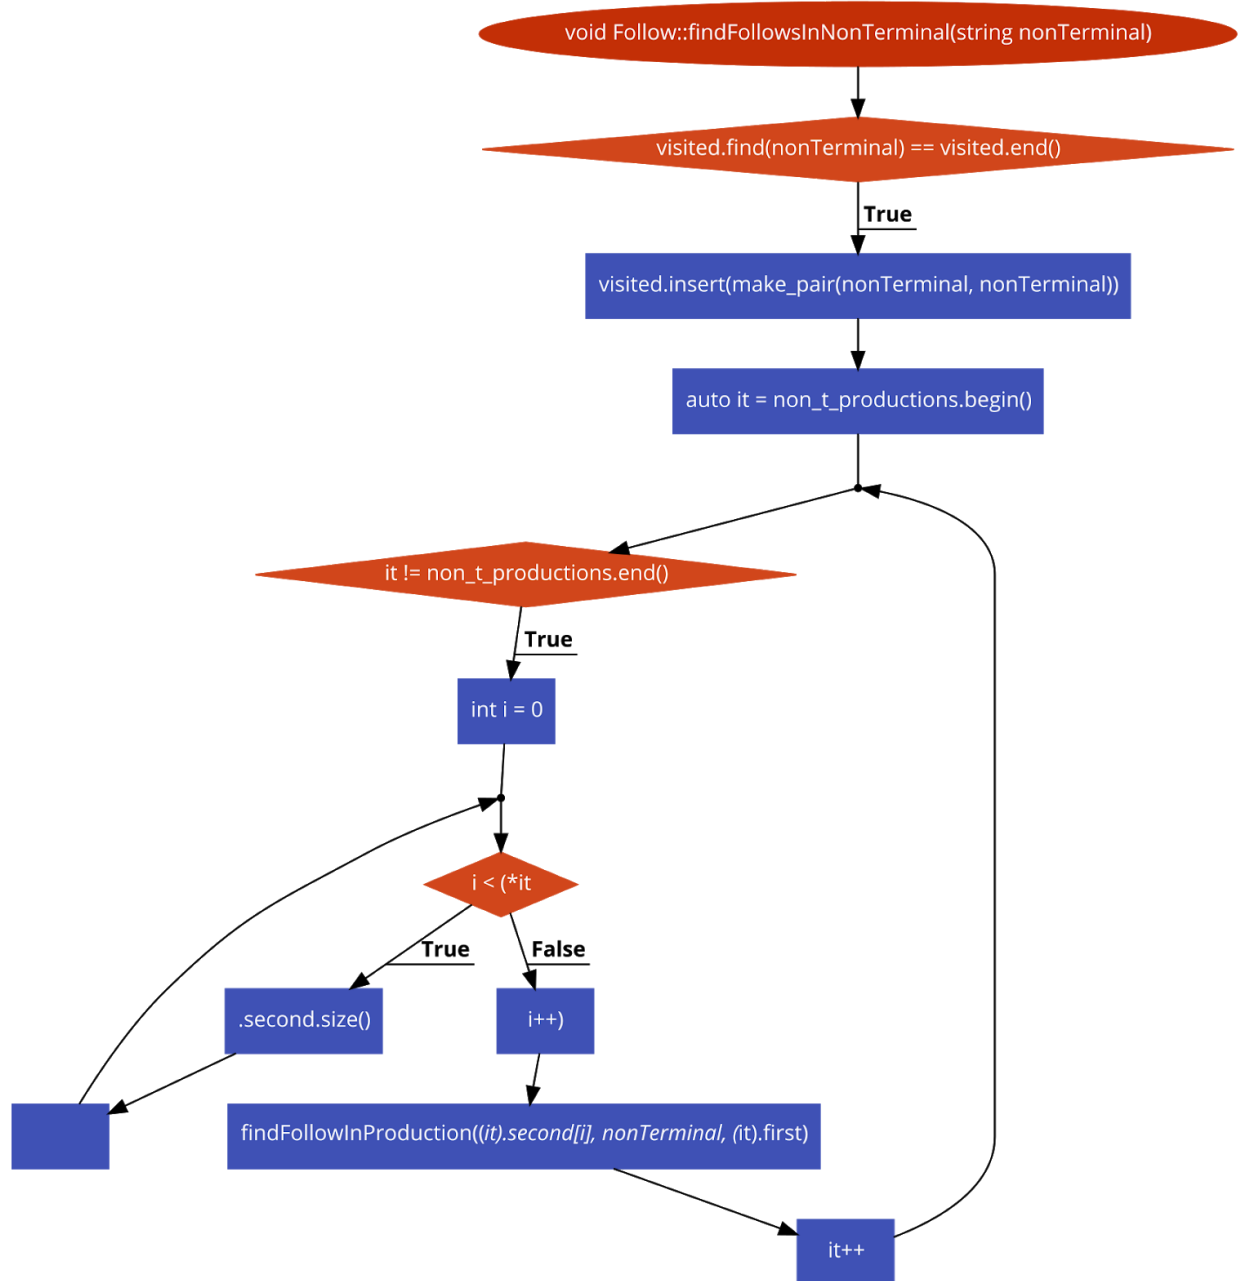 void Follow::findFollowsInNonTerminal(string nonTerminal)
visited.find(nonTerminal) == visited.end()
True
visited.insert(make_pair(nonTerminal, nonTerminal))
auto it = non_t_productions.begin()
it != non_t_productions.end()
True
int i = 0
i < (*it
True
False
.second.size()
i++)
findFollowInProduction((it).second[i], nonTerminal, (it).first)
it++